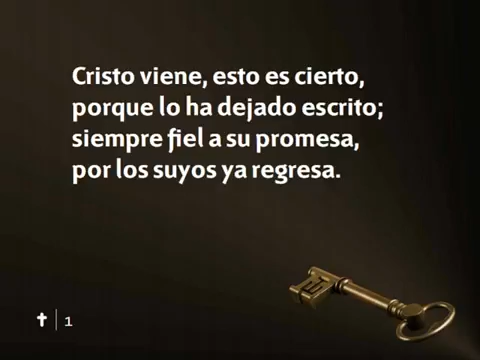 Cristo viene, esto es cierto,
porque lo ha dejado escrito;
siempre fiel a su promesa,
por los suyos ya regresa.
1